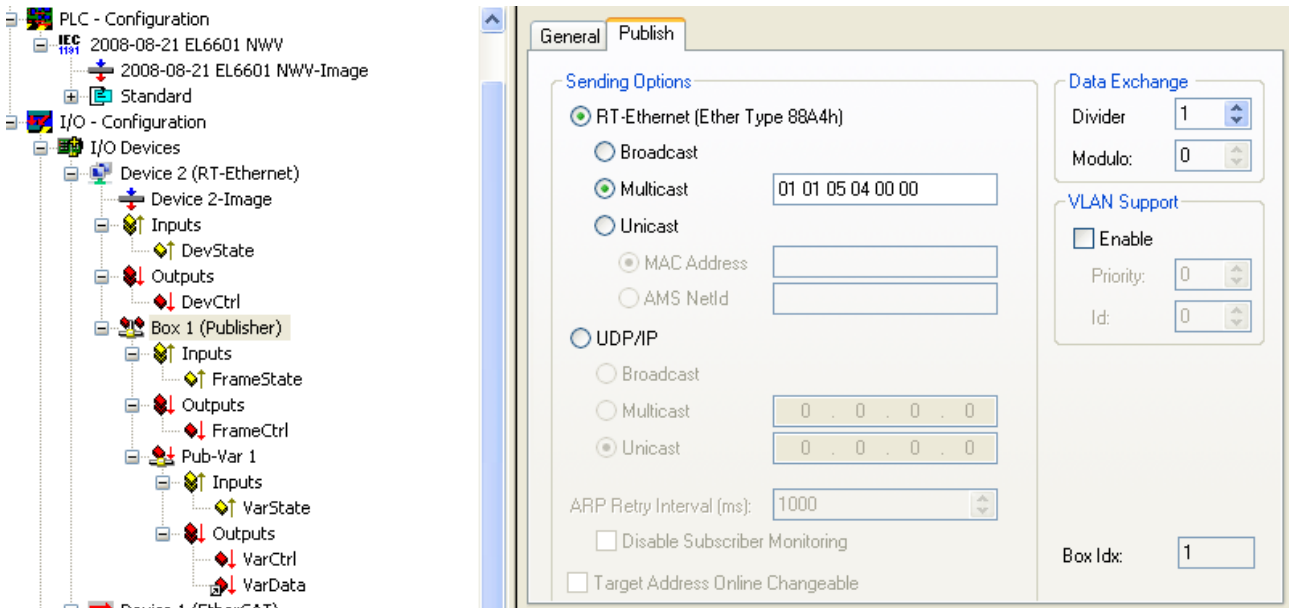 PLC - Configuration
IEC
1131
2008-08-21 EL6601 NWV
2008-08-21 EL6601 NWV-Image
Standard
I/O - Configuration
I/O Devices
Device 2 (RT-Ethernet)
Device 2-Image
Inputs
DevState
Outputs
DevCtrl
Box 1 (Publisher)
Inputs
FrameState
Outputs
FrameCtrl
Pub-Var 1
Inputs
VarState
Outputs
VarCtrl
VarData
Device 1 (EtherCAT)
General Publish
Sending Options
RT-Ethernet (Ether Type 88A4h)
Broadcast
Multicast 01 01 05 04 00 00
Unicast
MAC Address
AMS NetId
UDP/IP
Broadcast
Multicast 0 . 0 . 0 . 0
Unicast 0 . 0 . 0 . 0
ARP Retry Interval (ms): 1000
Disable Subscriber Monitoring
Target Address Online Changeable
Data Exchange
Divider 1
Modulo: 0
VLAN Support
Enable
Priority: 0
Id: 0
Box Idx: 1